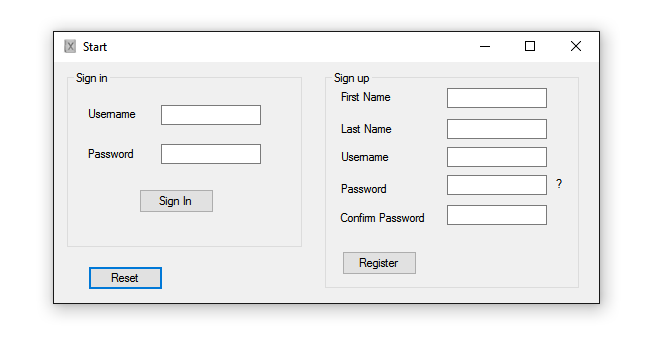 Start
Sign in
Username
Password
Sign In
Reset
Sign up
First Name
Last Name
Username
Password
?
Confirm Password
Register